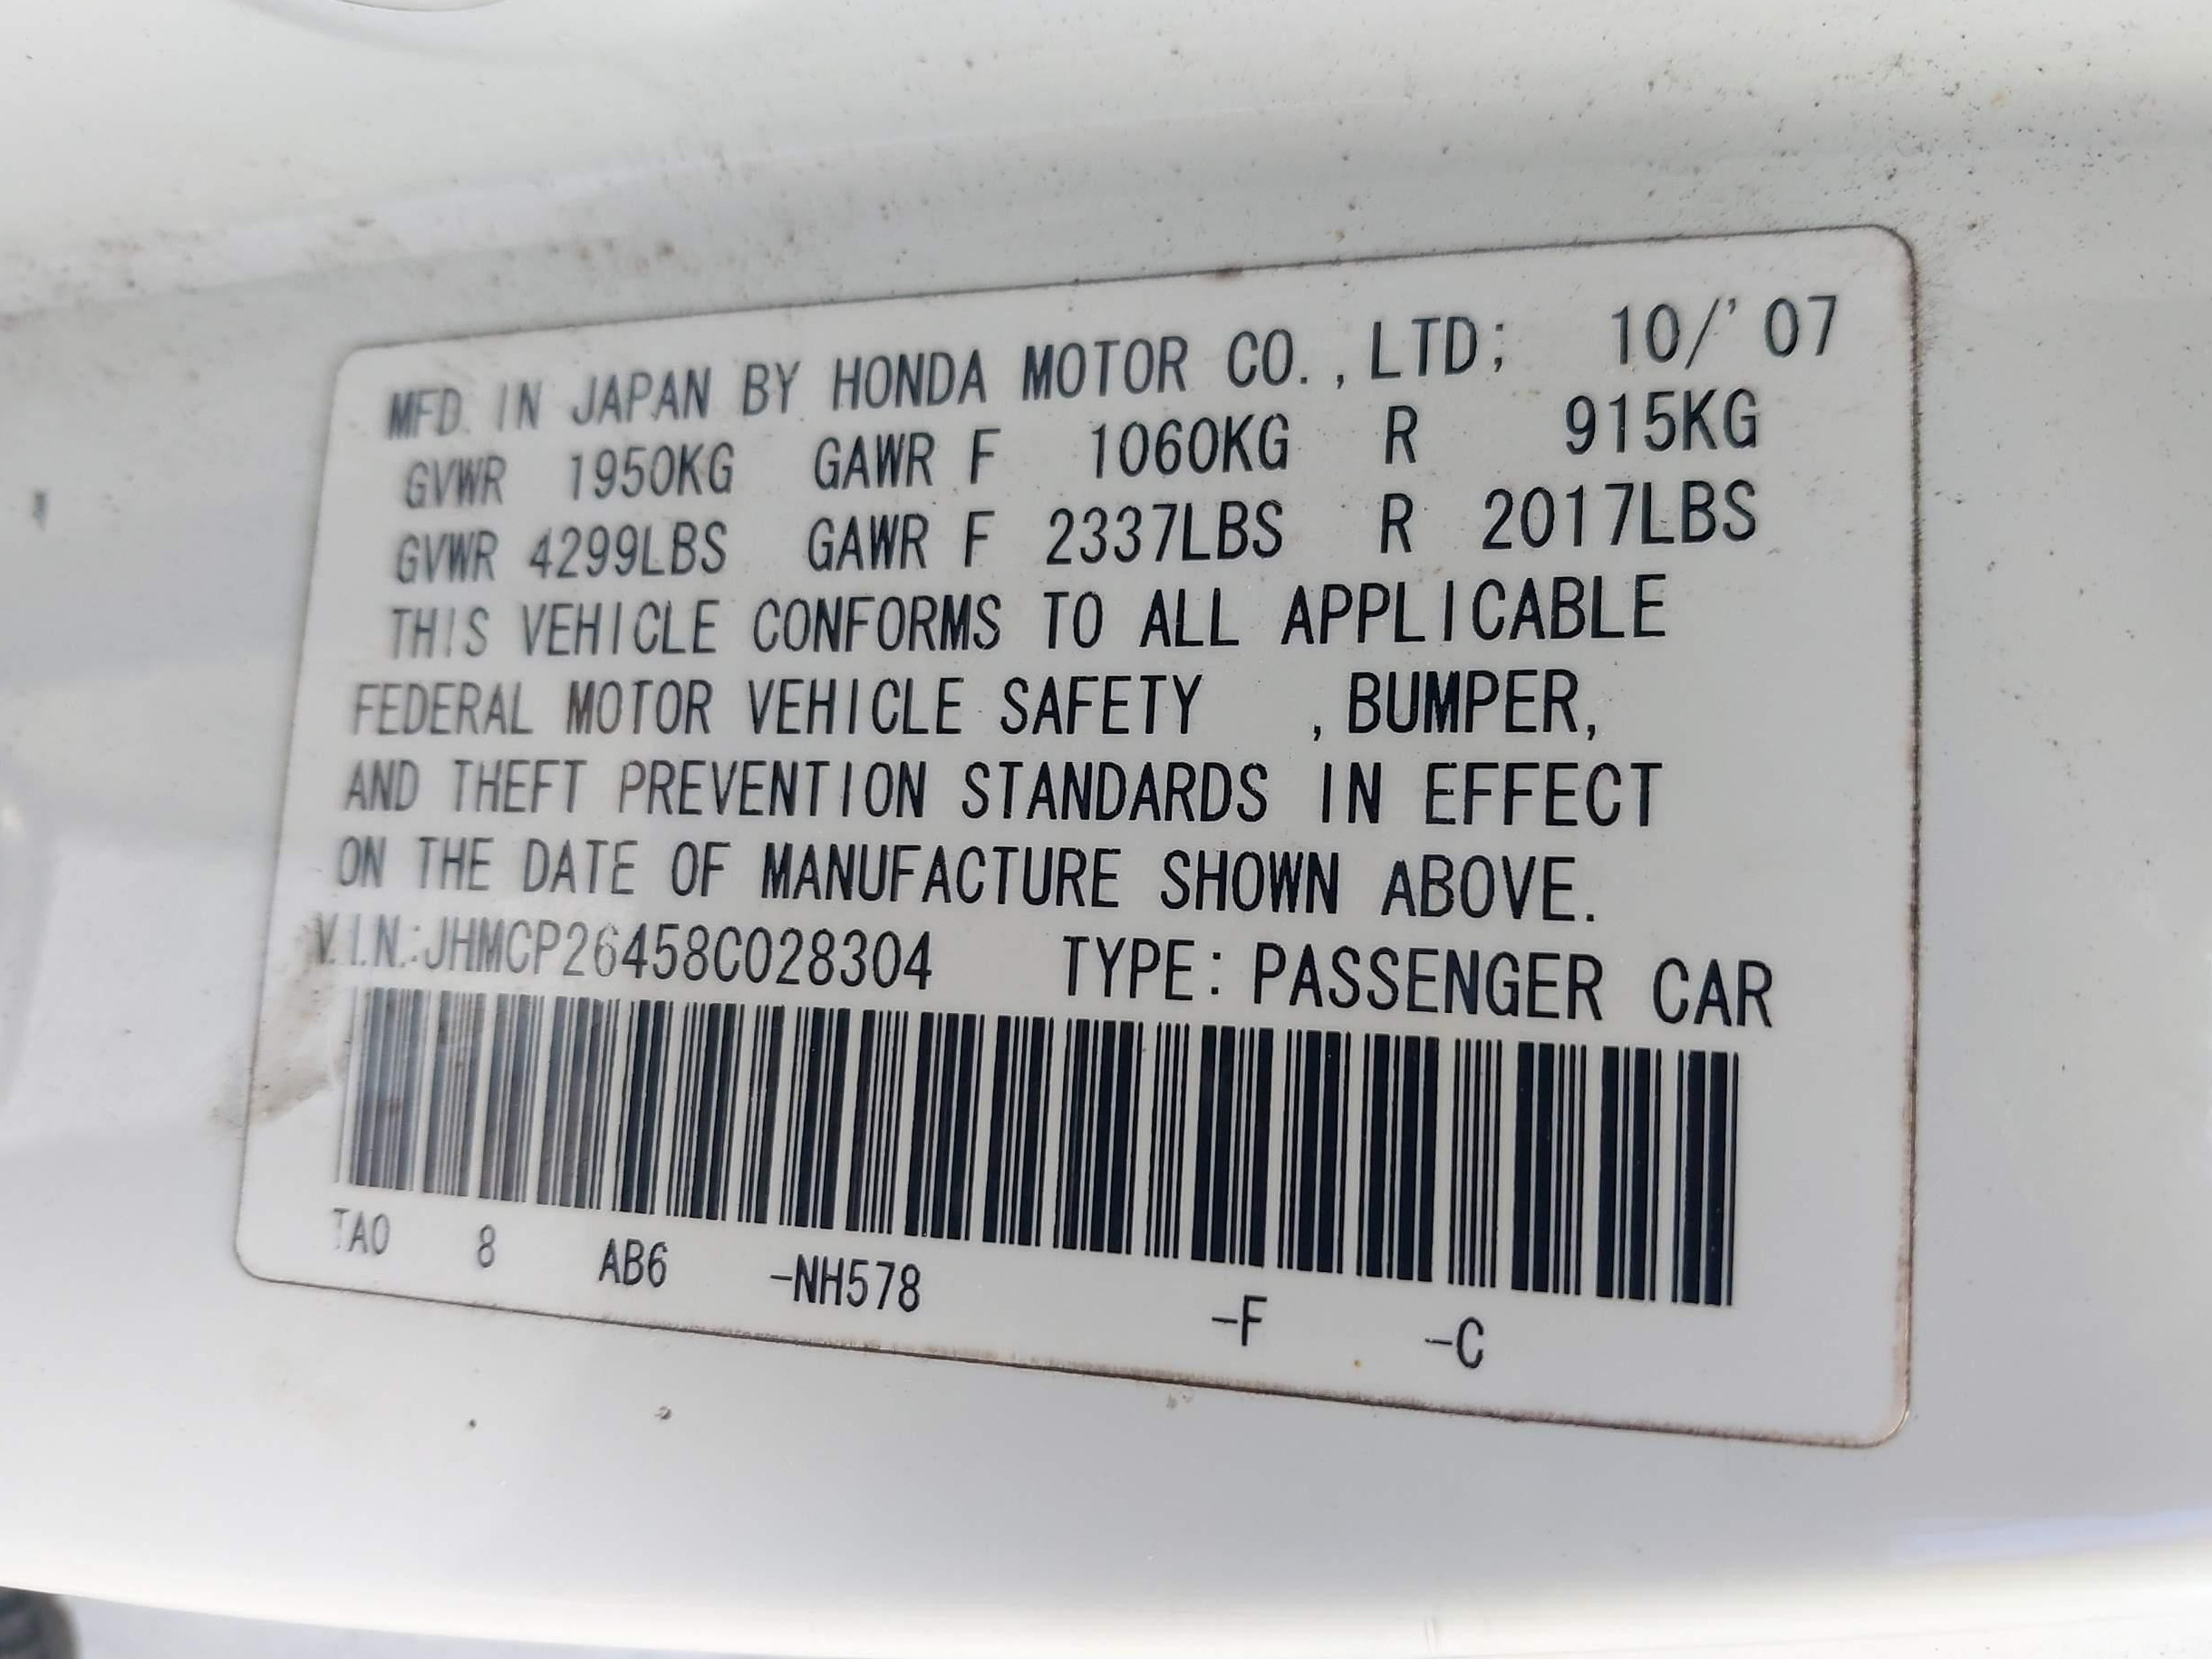 MFD. IN JAPAN BY HONDA MOTOR CO.,LTD; 10/'07
GVWR 1950KG GAWR F 1060KG R 915KG
GVWR 4299LBS GAWR F 2337LBS R 2017LBS
THIS VEHICLE CONFORMS TO ALL APPLICABLE
FEDERAL MOTOR VEHICLE SAFETY ,BUMPER,
AND THEFT PREVENTION STANDARDS IN EFFECT
ON THE DATE OF MANUFACTURE SHOWN ABOVE.
V.I.N.:JHMCP26458C028304 TYPE: PASSENGER CAR
TA0 8 AB6 -NH578 -F -C